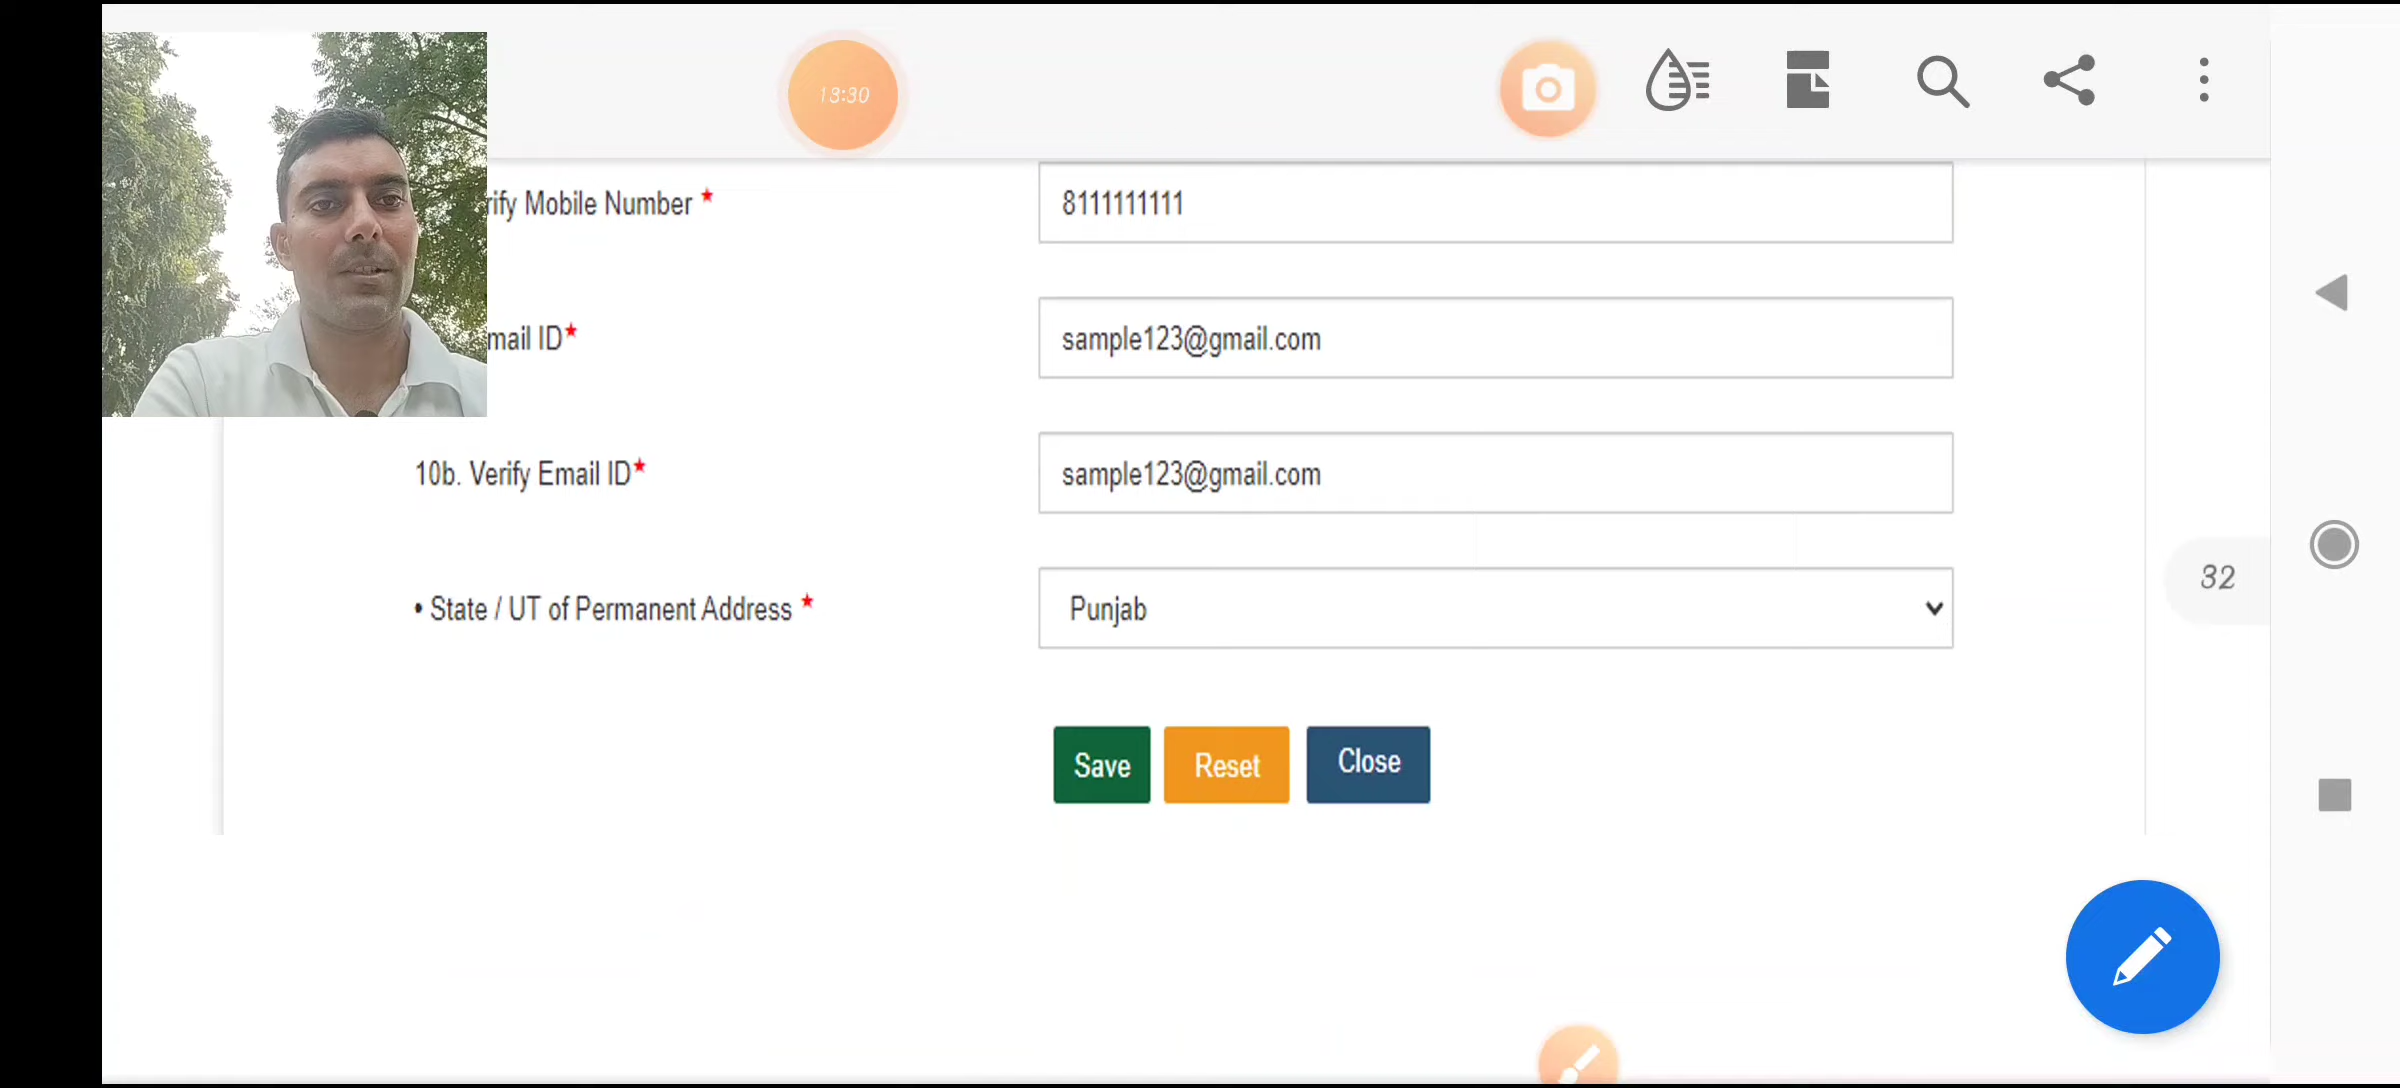 13:30
rify Mobile Number *
8111111111
mail ID*
sample123@gmail.com
10b. Verify Email ID*
sample123@gmail.com
• State / UT of Permanent Address *
Punjab
32
Save Reset Close